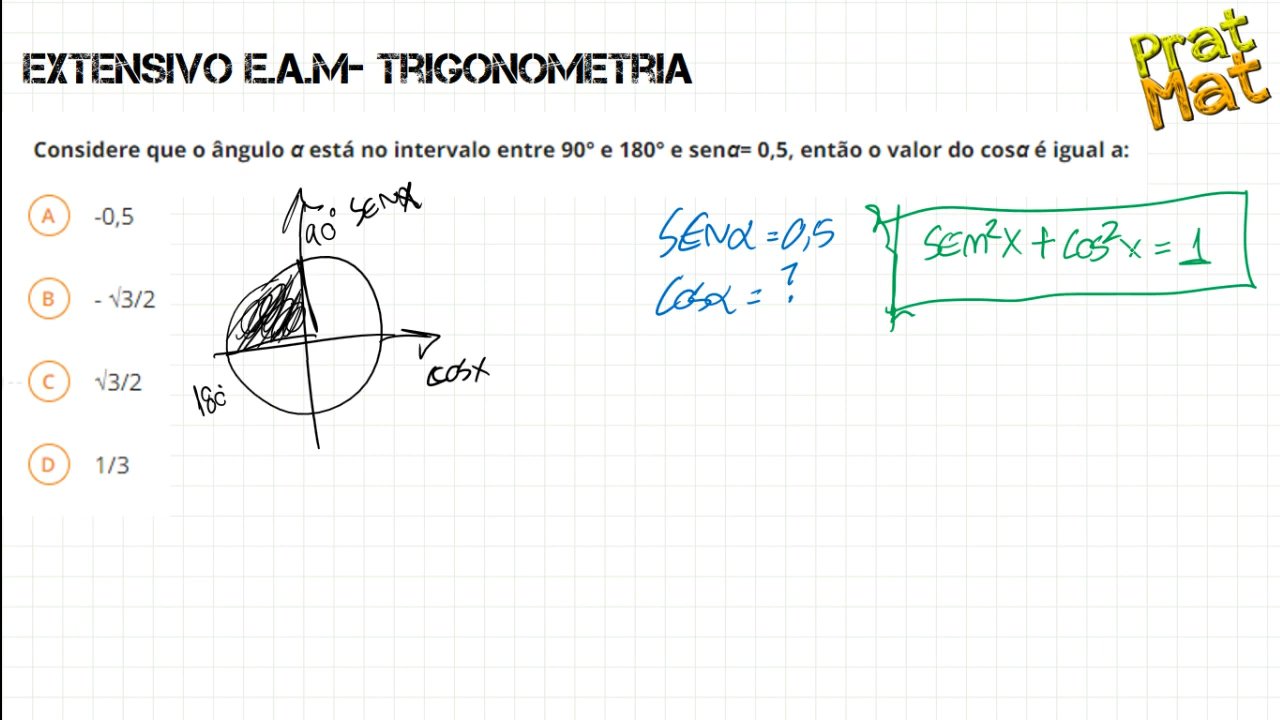 EXTENSIVO E.A.M- TRIGONOMETRIA
Prat
Mat
Considere que o ângulo α está no intervalo entre 90° e 180° e senα= 0,5, então o valor do cosα é igual a:
A -0,5
B - √3/2
C √3/2
D 1/3
90° SENX
COSX
180°
SENα = 0,5
COSα = ?
SEN²X + COS²X = 1